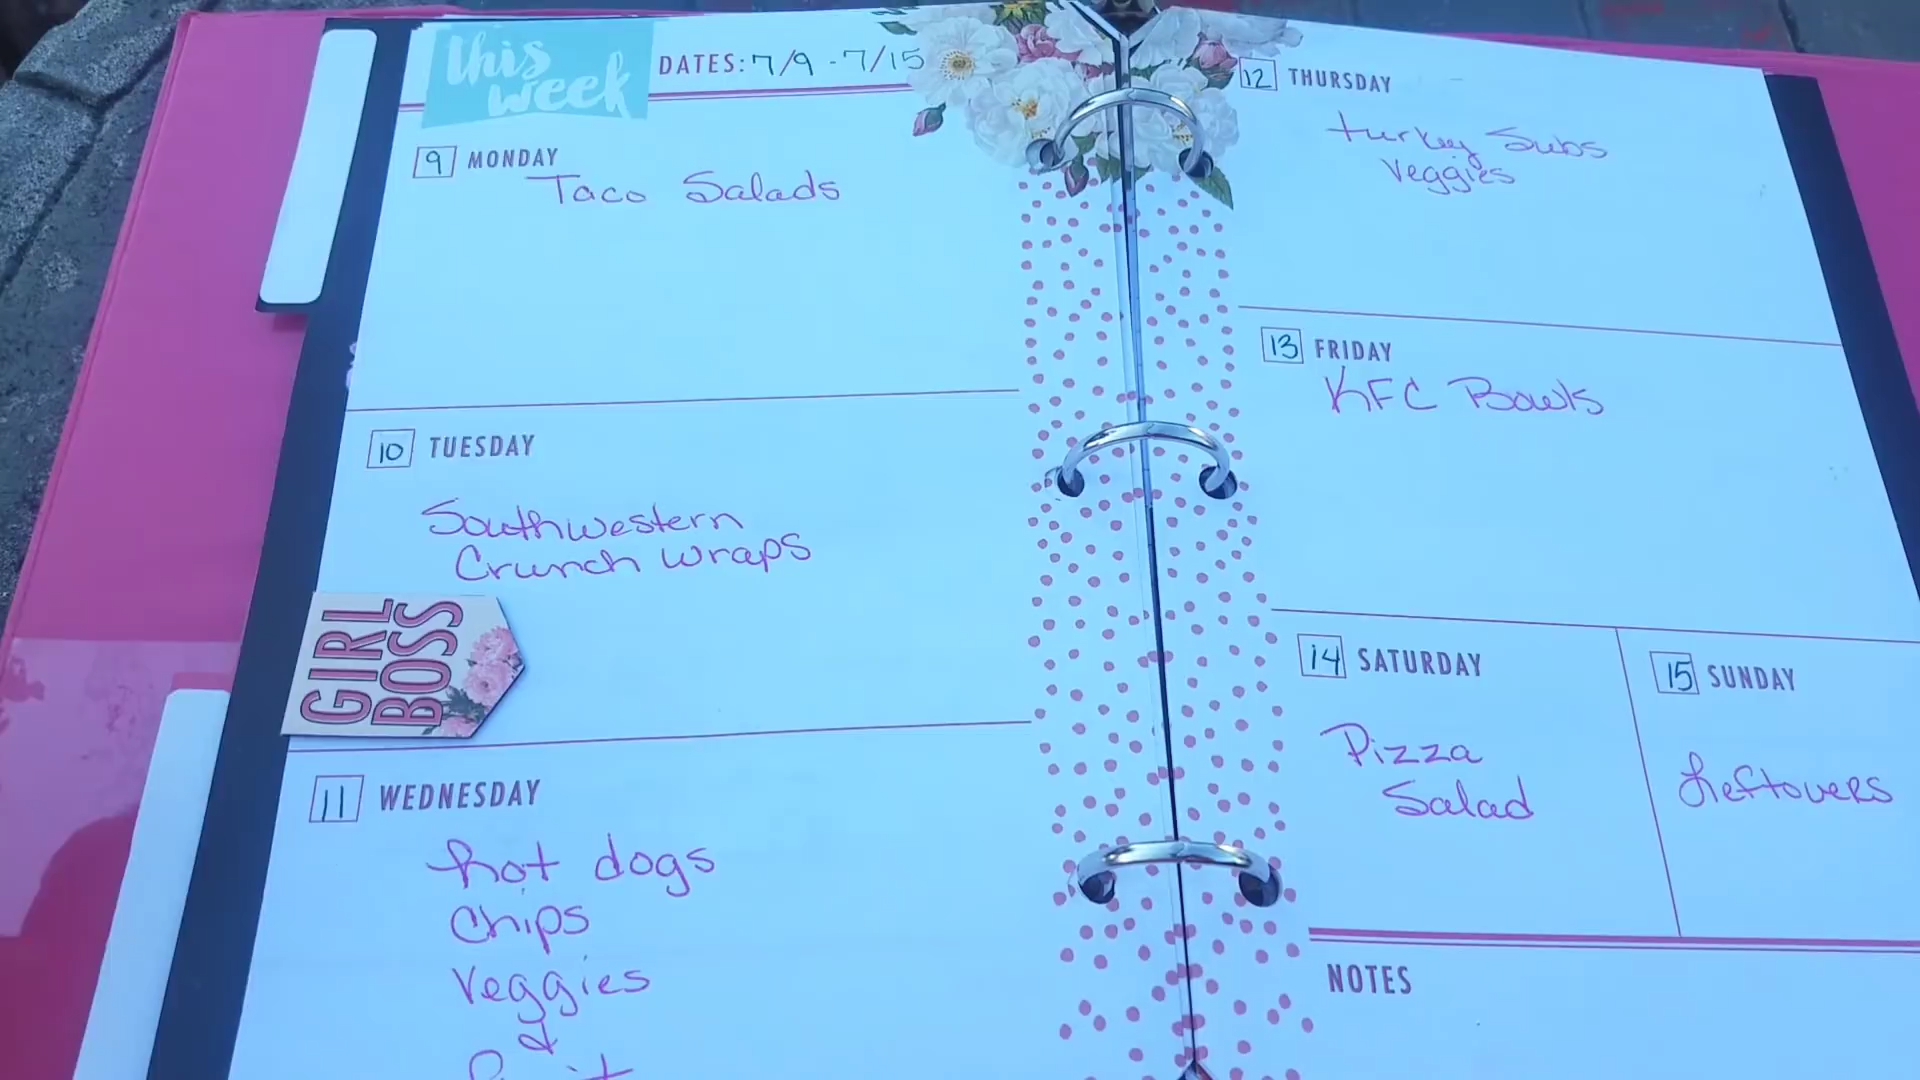 this week
DATES: 7/9 - 7/15
9 MONDAY
Taco Salads
10 TUESDAY
Southwestern
Crunch wraps
GIRL
BOSS
11 WEDNESDAY
hot dogs
Chips
Veggies
&
fruit
12 THURSDAY
turkey Subs
Veggies
13 FRIDAY
KFC Bowls
14 SATURDAY
Pizza
Salad
15 SUNDAY
Leftovers
NOTES